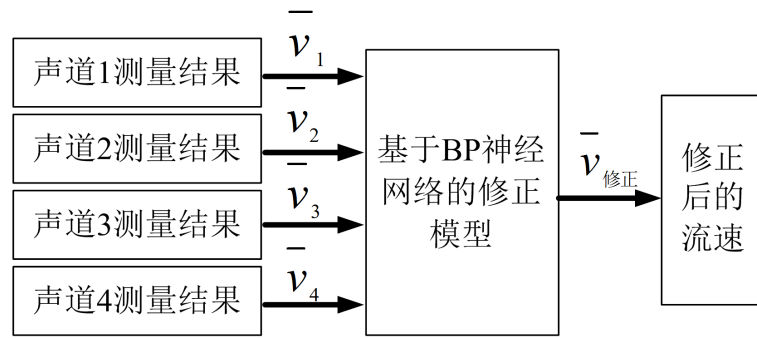 声道1测量结果
v̄1
声道2测量结果
v̄2
声道3测量结果
v̄3
声道4测量结果
v̄4
基于BP神经
网络的修正
模型
v̄修正
修正
后的
流速